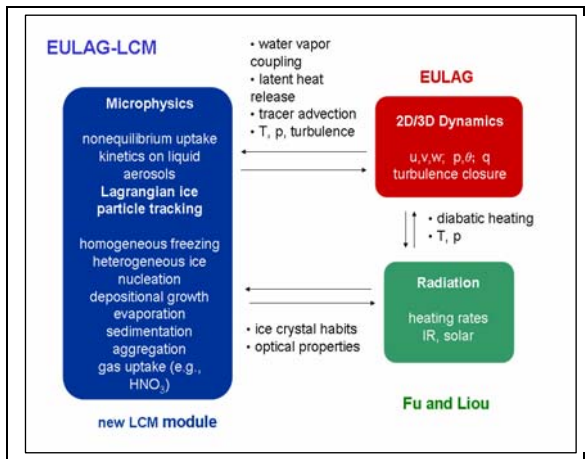 EULAG-LCM
• water vapor
coupling
• latent heat
release
• tracer advection
• T, p, turbulence
EULAG
Microphysics
nonequilibrium uptake
kinetics on liquid
aerosols
Lagrangian ice
particle tracking
homogeneous freezing
heterogeneous ice
nucleation
depositional growth
evaporation
sedimentation
aggregation
gas uptake (e.g.,
HNO₃)
2D/3D Dynamics
u,v,w; p,θ; q
turbulence closure
• diabatic heating
• T, p
Radiation
heating rates
IR, solar
• ice crystal habits
• optical properties
new LCM module
Fu and Liou